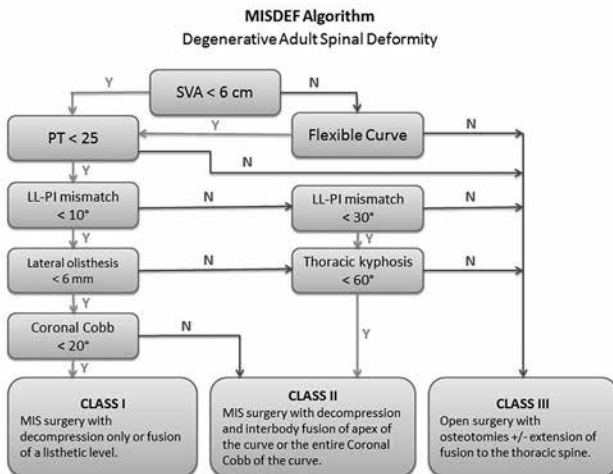 MISDEF Algorithm
Degenerative Adult Spinal Deformity
Y
SVA < 6 cm
N
PT < 25
Y
Flexible Curve
N
Y
N
LL-PI mismatch
< 10°
N
LL-PI mismatch
< 30°
N
Y
Y
Lateral olisthesis
< 6 mm
N
Thoracic kyphosis
< 60°
N
Y
Coronal Cobb
< 20°
N
Y
Y
CLASS I
MIS surgery with
decompression only or fusion
of a listhetic level.
CLASS II
MIS surgery with decompression
and interbody fusion of apex of
the curve or the entire Coronal
Cobb of the curve.
CLASS III
Open surgery with
osteotomies +/- extension of
fusion to the thoracic spine.